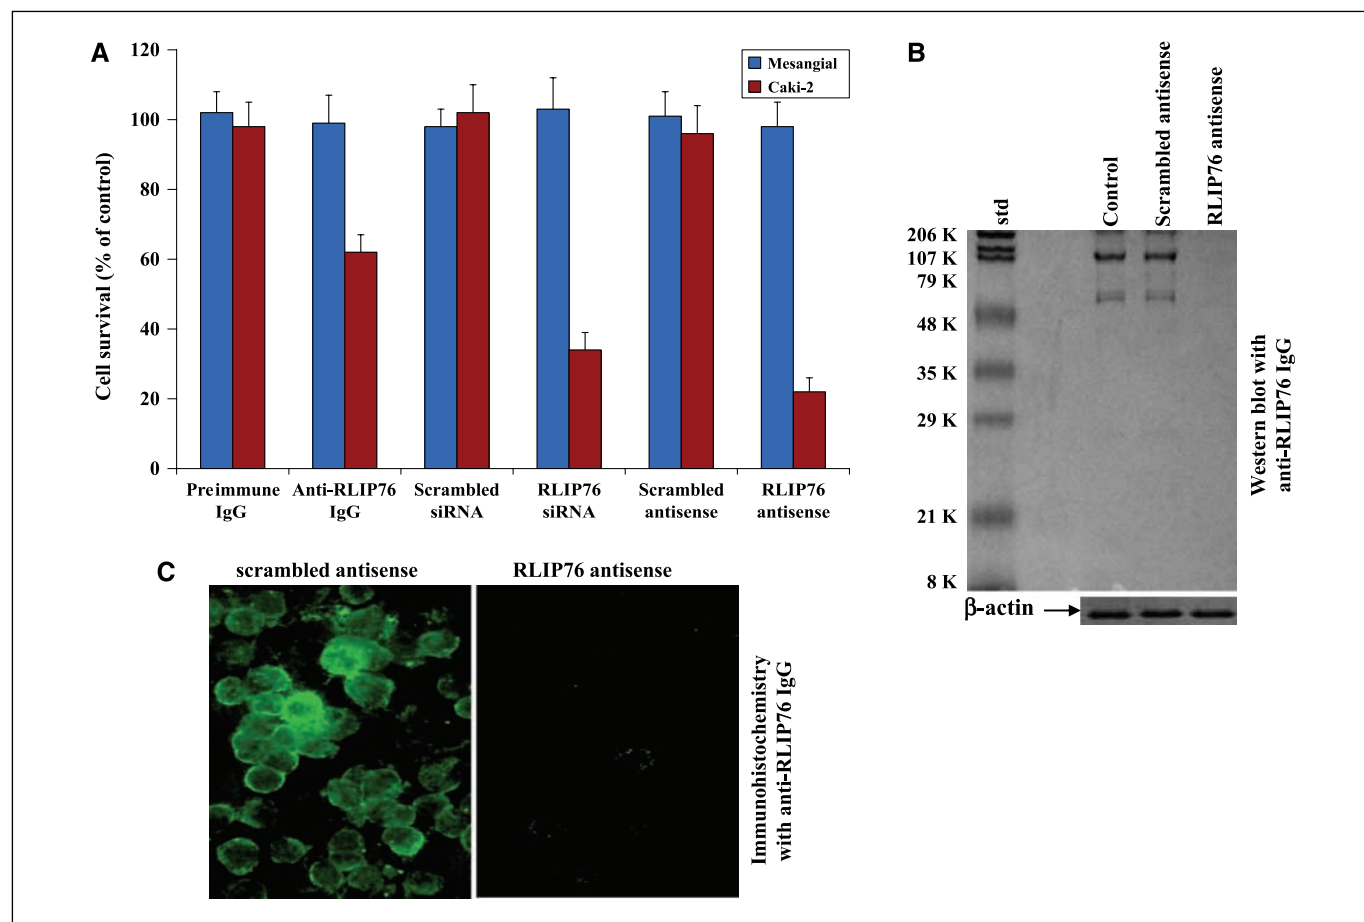 A
120
100
80
60
40
20
0
Cell survival (% of control)
Mesangial
Caki-2
Preimmune
IgG
Anti-RLIP76
IgG
Scrambled
siRNA
RLIP76
siRNA
Scrambled
antisense
RLIP76
antisense
B
std
Control
Scrambled antisense
RLIP76 antisense
206 K
107 K
79 K
48 K
35 K
29 K
21 K
8 K
β-actin
Western blot with
anti-RLIP76 IgG
C
scrambled antisense
RLIP76 antisense
Immunohistochemistry
with anti-RLIP76 IgG